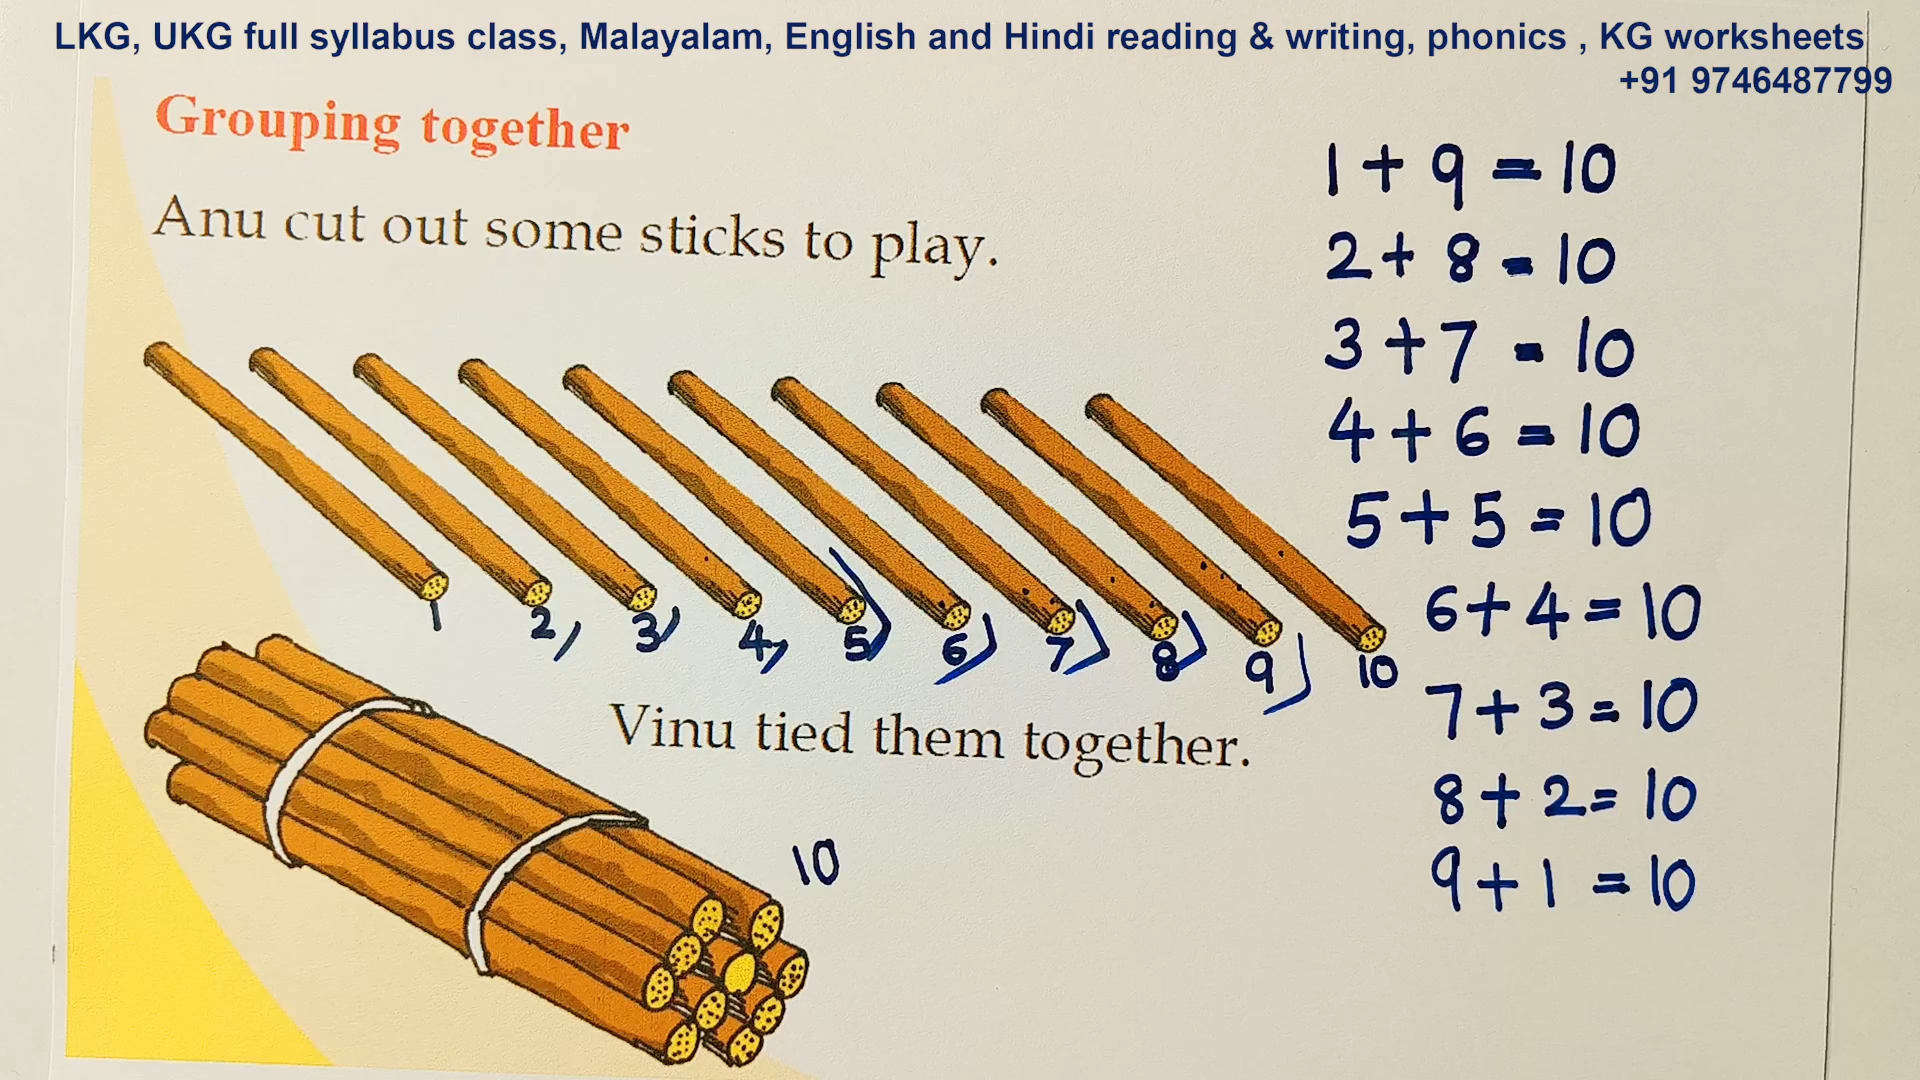 LKG, UKG full syllabus class, Malayalam, English and Hindi reading & writing, phonics , KG worksheets
+91 9746487799
Grouping together
Anu cut out some sticks to play.
1 2, 3, 4, 5) 6) 7) 8) 9) 10
Vinu tied them together.
10
1 + 9 = 10
2 + 8 = 10
3 + 7 = 10
4 + 6 = 10
5 + 5 = 10
6 + 4 = 10
7 + 3 = 10
8 + 2 = 10
9 + 1 = 10